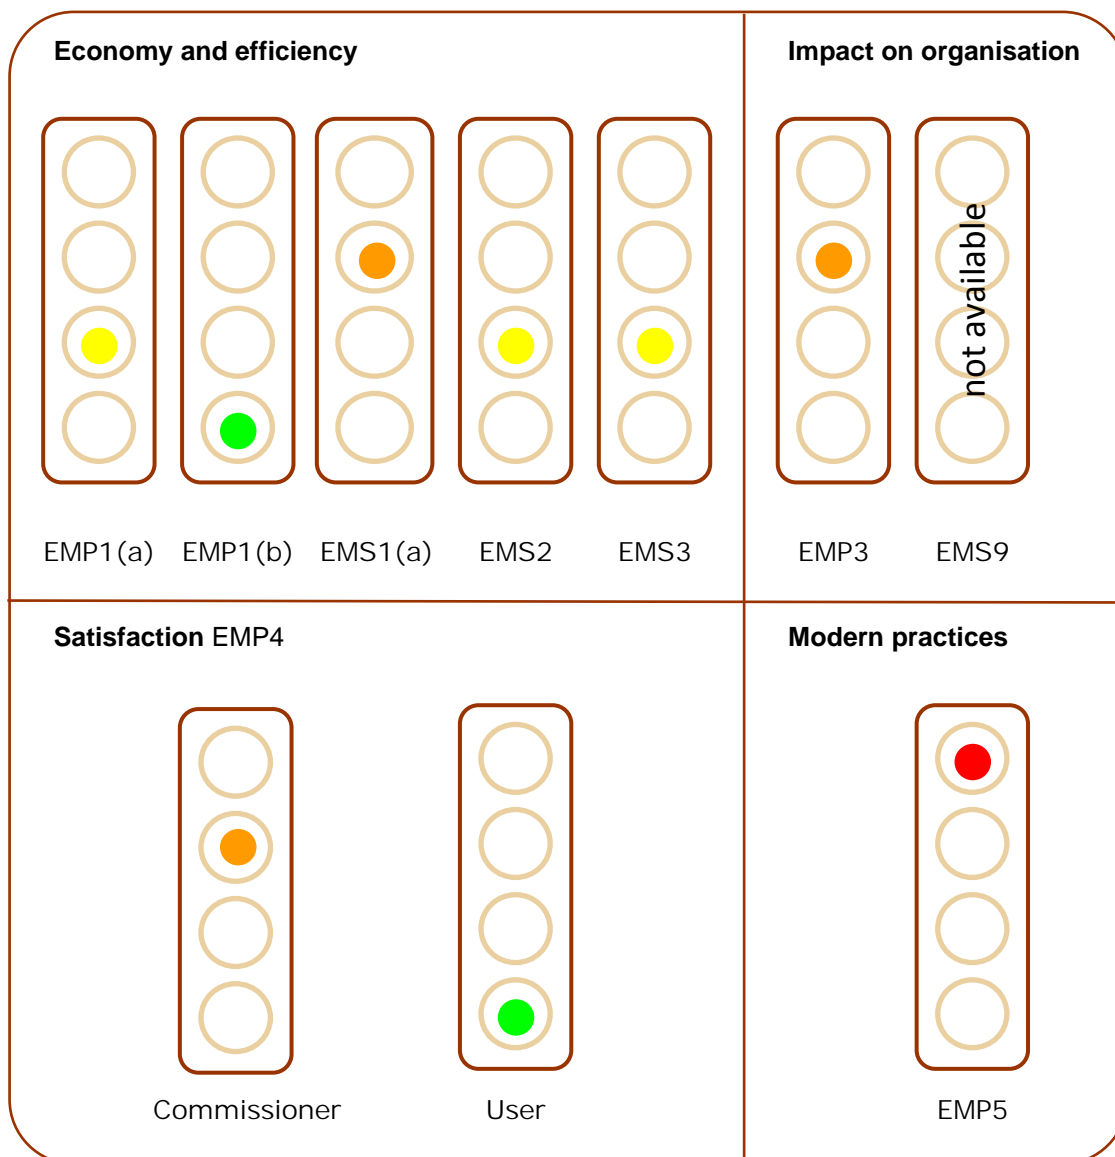 Economy and efficiency
Impact on organisation
not available
EMP1(a) EMP1(b) EMS1(a) EMS2 EMS3
EMP3 EMS9
Satisfaction EMP4
Modern practices
Commissioner User
EMP5